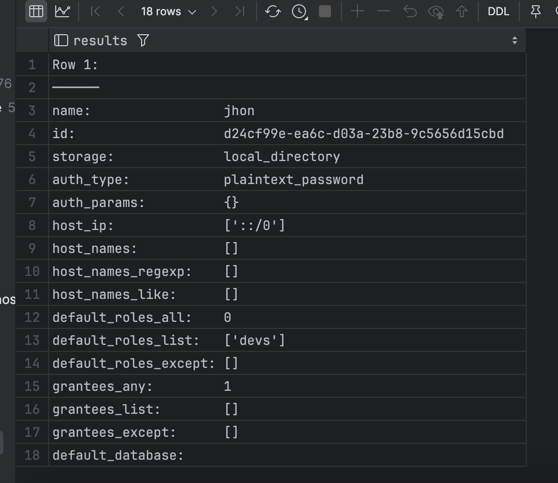 18 rows
DDL
results
76
1 Row 1:
2 ──────
e 5
3 name: jhon
4 id: d24cf99e-ea6c-d03a-23b8-9c5656d15cbd
5 storage: local_directory
6 auth_type: plaintext_password
7 auth_params: {}
8 host_ip: ['::/0']
9 host_names: []
10 host_names_regexp: []
11 host_names_like: []
nos
12 default_roles_all: 0
13 default_roles_list: ['devs']
14 default_roles_except: []
15 grantees_any: 1
16 grantees_list: []
17 grantees_except: []
18 default_database: